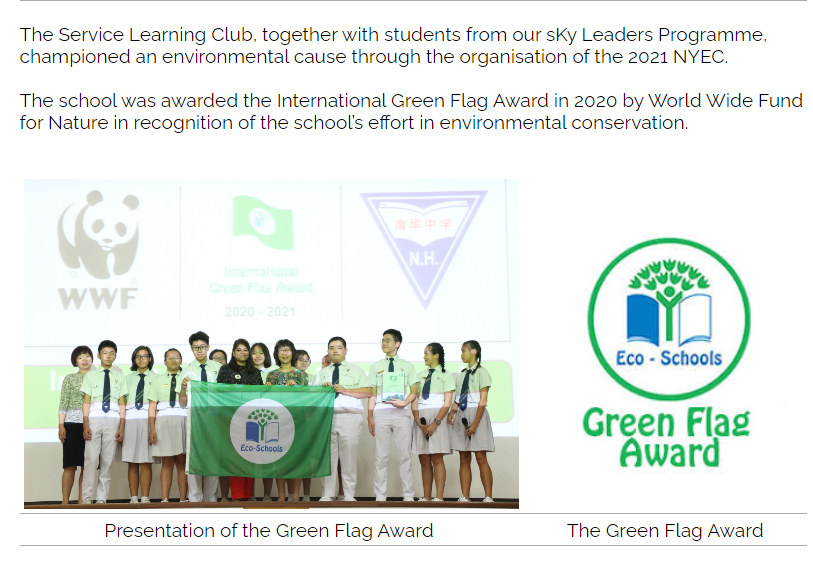 The Service Learning Club, together with students from our sKy Leaders Programme,
championed an environmental cause through the organisation of the 2021 NYEC.
The school was awarded the International Green Flag Award in 2020 by World Wide Fund
for Nature in recognition of the school's effort in environmental conservation.
WWF
International
Green Flag Award
2020 - 2021
南华中学
N.H.
Eco-Schools
Eco - Schools
Green Flag
Award
Presentation of the Green Flag Award
The Green Flag Award